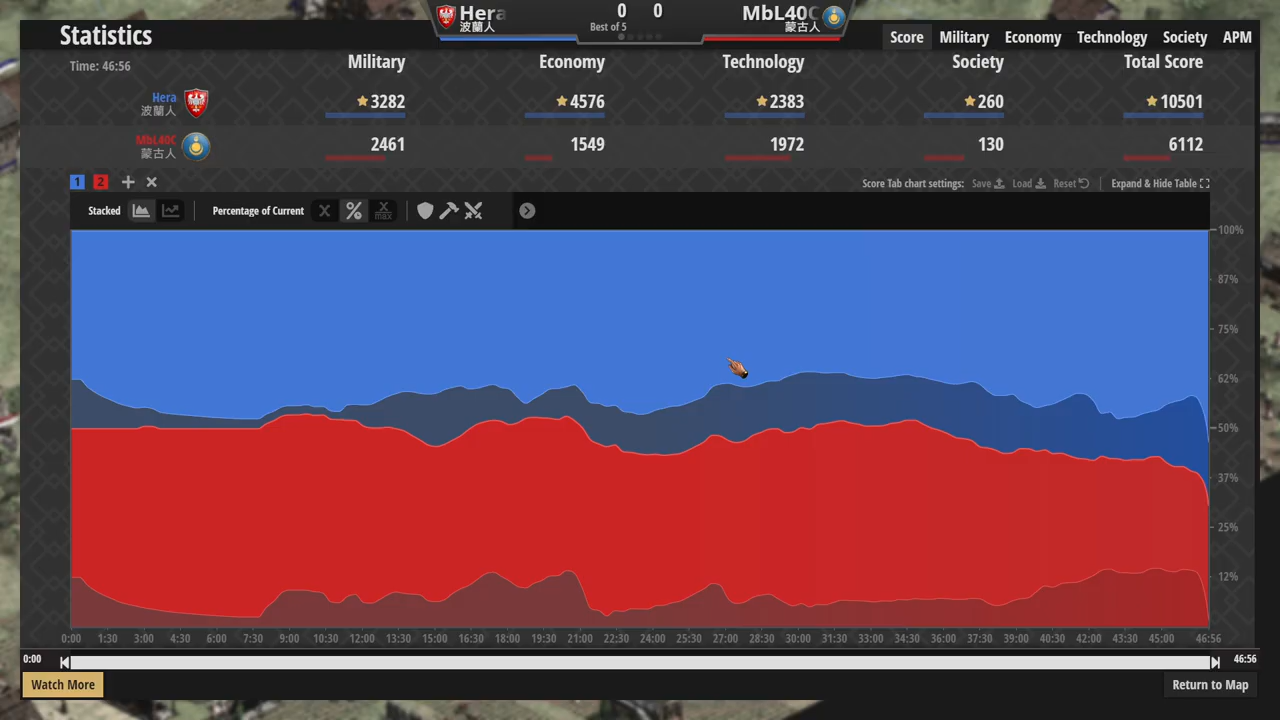 Hera
波蘭人
0 0
Best of 5
MbL40C
蒙古人
Statistics
Score Military Economy Technology Society APM
Time: 46:56
Military Economy Technology Society Total Score
Hera
波蘭人
3282 4576 2383 260 10501
MbL40C
蒙古人
2461 1549 1972 130 6112
1 2
Score Tab chart settings: Save Load Reset Expand & Hide Table
Stacked Percentage of Current X % X max
100%
87%
75%
62%
50%
37%
25%
12%
0:00 1:30 3:00 4:30 6:00 7:30 9:00 10:30 12:00 13:30 15:00 16:30 18:00 19:30 21:00 22:30 24:00 25:30 27:00 28:30 30:00 31:30 33:00 34:30 36:00 37:30 39:00 40:30 42:00 43:30 45:00 46:56
0:00 46:56
Watch More Return to Map